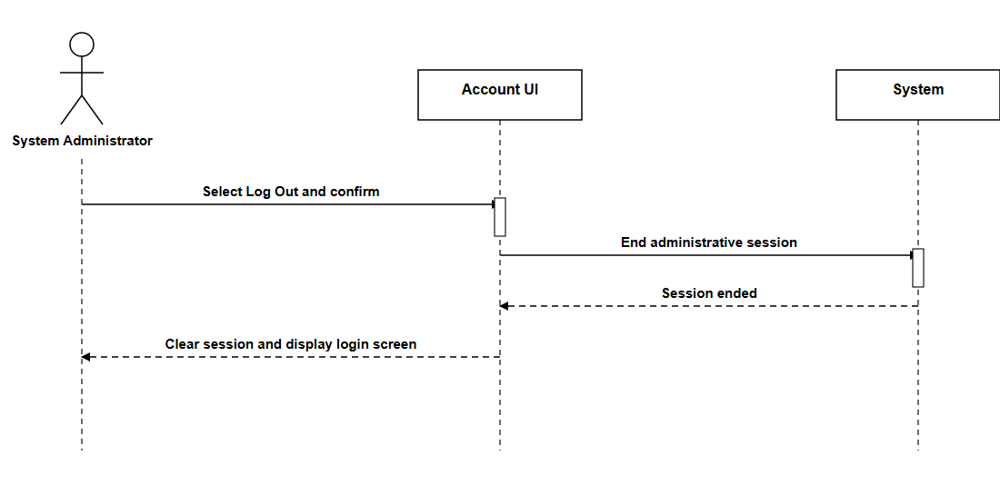 Account UI
System
System Administrator
Select Log Out and confirm
End administrative session
Session ended
Clear session and display login screen